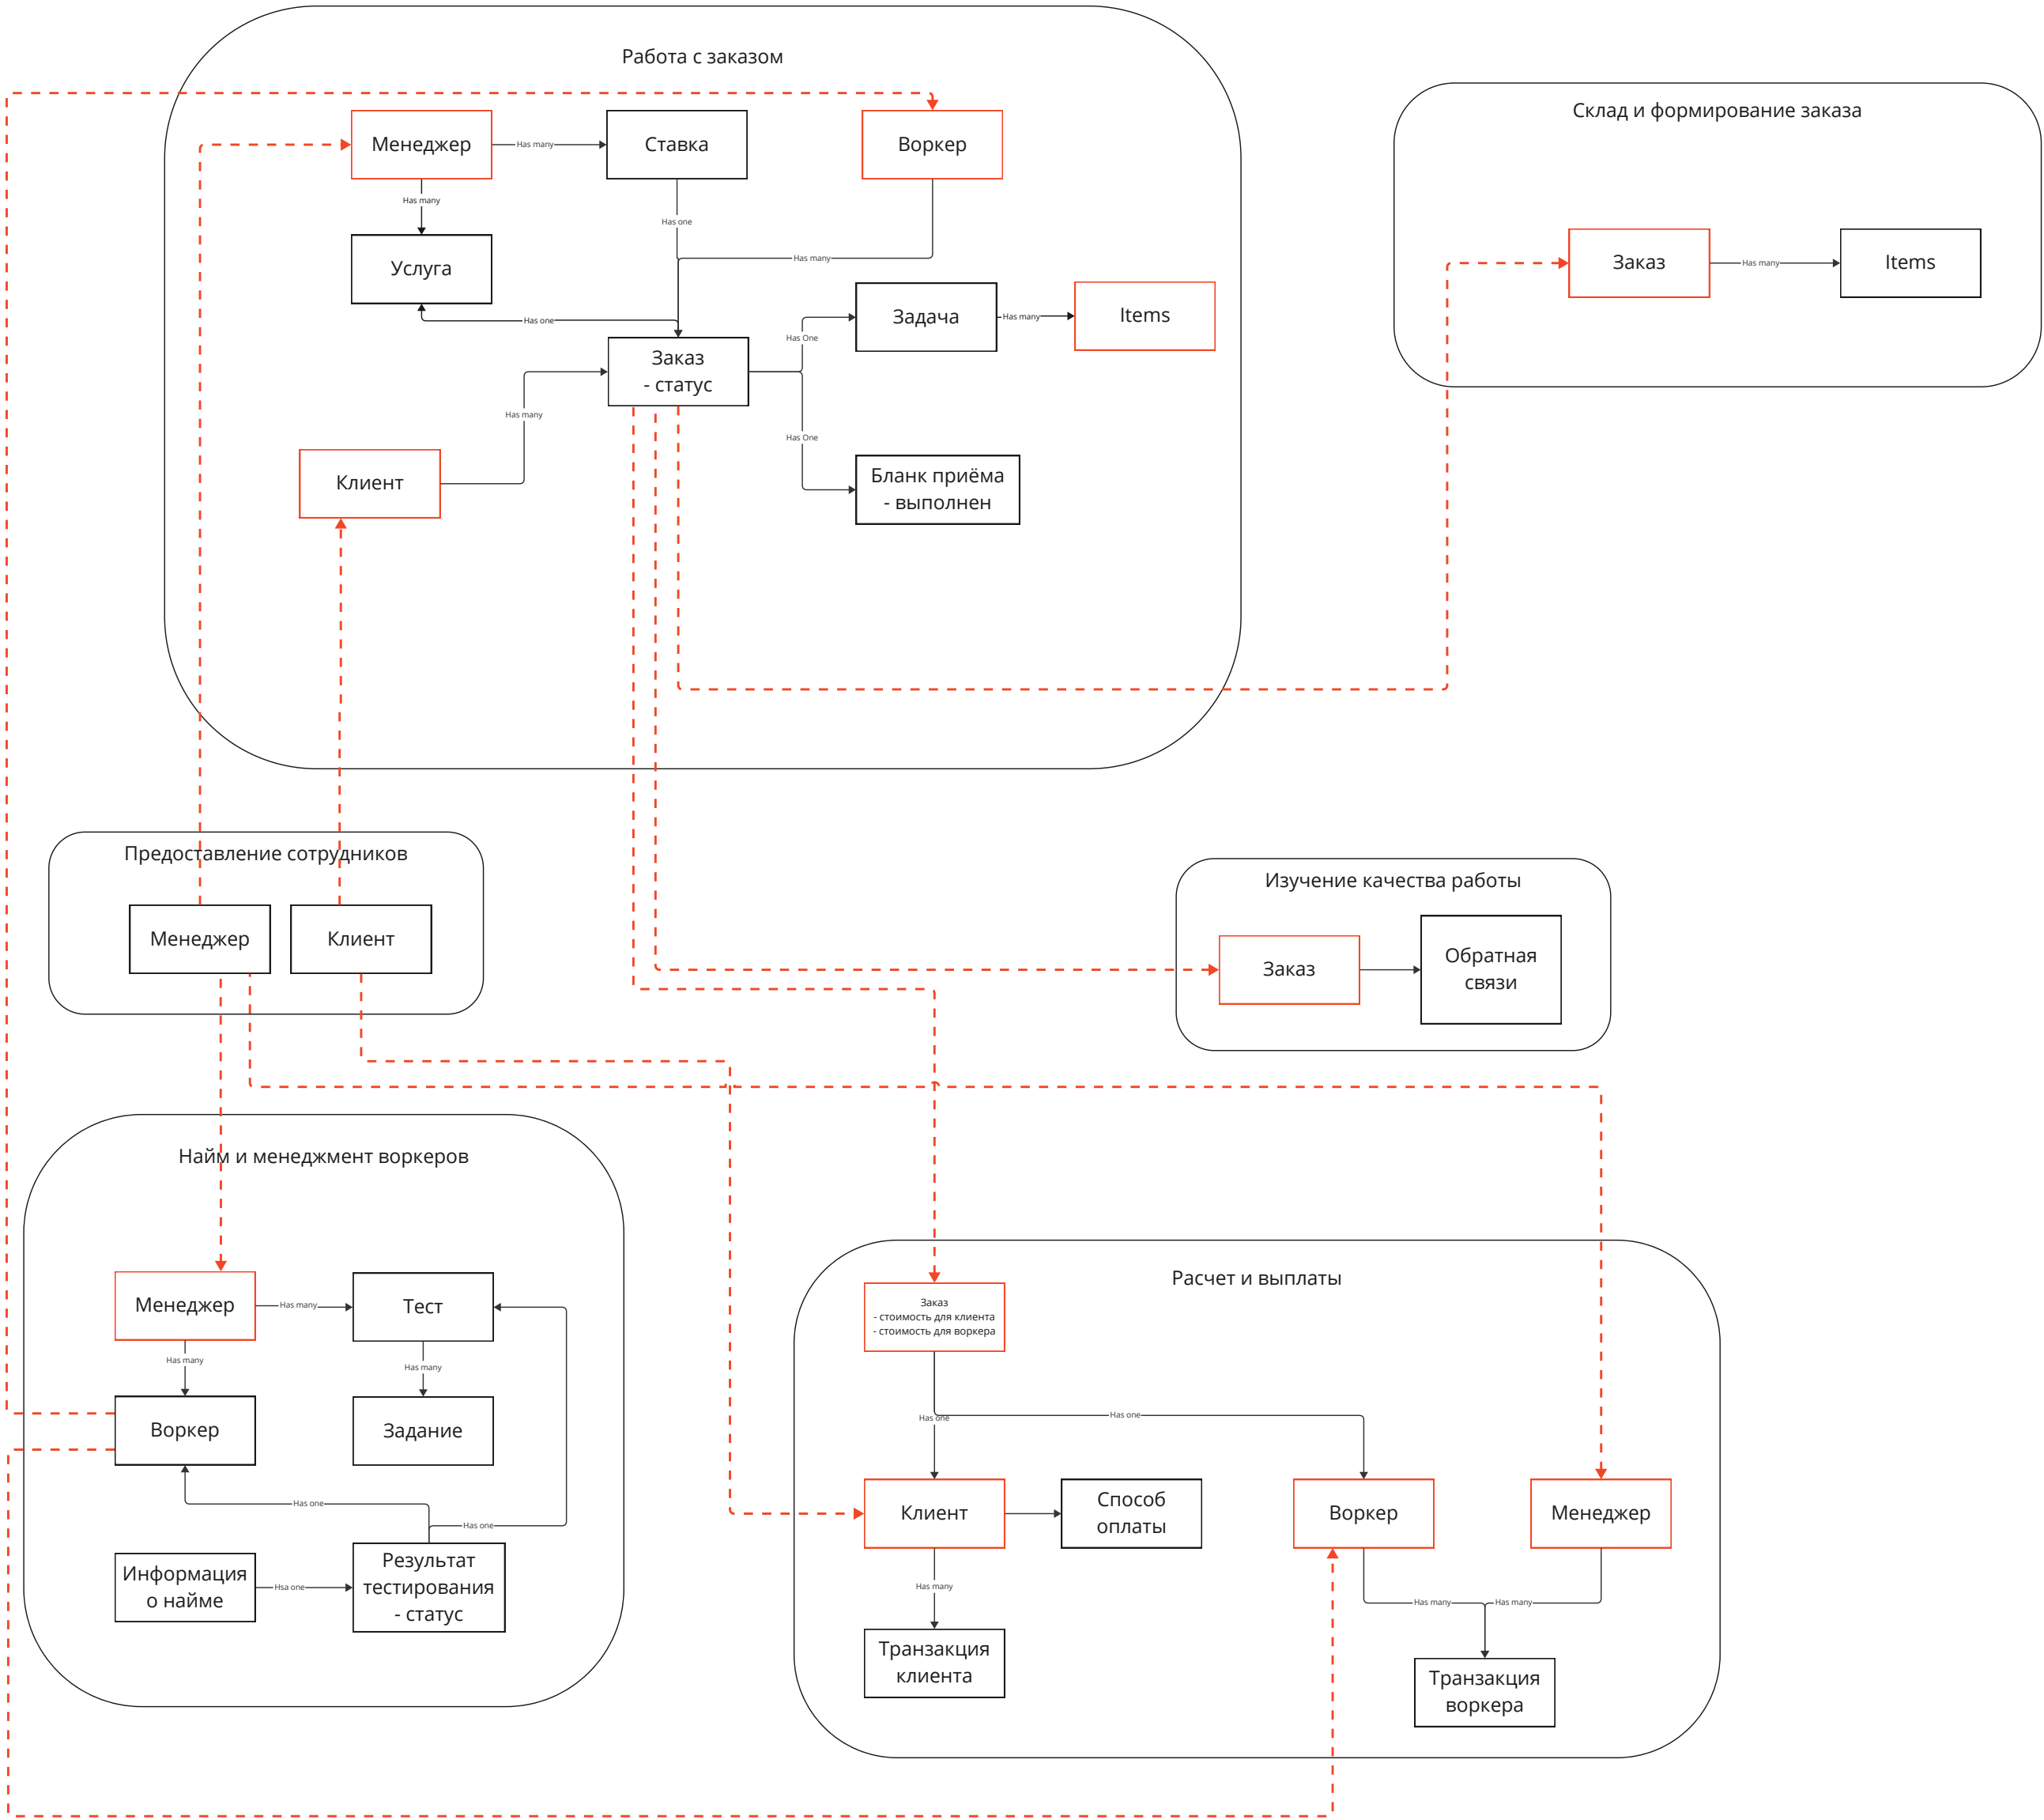 Работа с заказом
Менеджер
Has many
Ставка
Воркер
Has many
Has one
Услуга
Has many
Has one
Задача
Has many
Items
Заказ
- статус
Has One
Has many
Has One
Клиент
Бланк приёма
- выполнен
Склад и формирование заказа
Заказ
Has many
Items
Предоставление сотрудников
Менеджер
Клиент
Изучение качества работы
Заказ
Обратная
связи
Найм и менеджмент воркеров
Менеджер
Has many
Тест
Has many
Has many
Воркер
Задание
Has one
Has one
Информация
о найме
Hsa one
Результат
тестирования
- статус
Расчет и выплаты
Заказ
- стоимость для клиента
- стоимость для воркера
Has one
Has one
Клиент
Способ
оплаты
Воркер
Менеджер
Has many
Has many
Has many
Транзакция
клиента
Транзакция
воркера